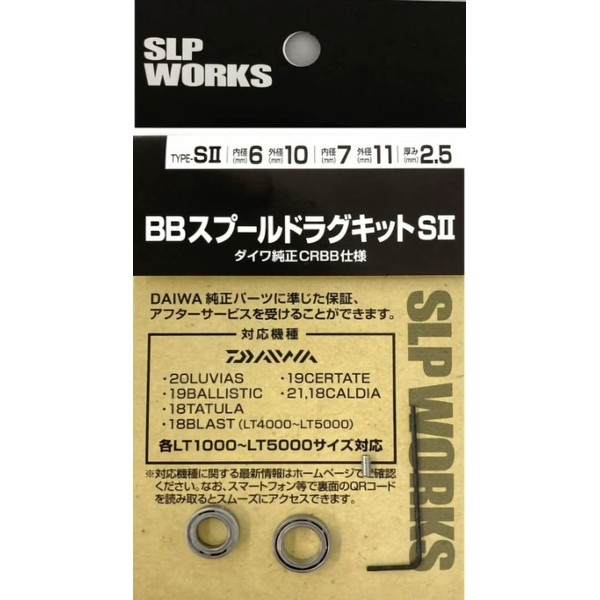 SLP
WORKS
TYPE-SⅡ 内径(mm)6 外径(mm)10 内径(mm)7 外径(mm)11 厚み(mm)2.5
BBスプールドラグキットSⅡ
ダイワ純正CRBB仕様
DAIWA純正パーツに準じた保証、
アフターサービスを受けることができます。
対応機種
DAIWA
・20LUVIAS ・19CERTATE
・19BALLISTIC ・21,18CALDIA
・18TATULA
・18BLAST (LT4000~LT5000)
各LT1000~LT5000サイズ対応
※対応機種に関する最新情報はホームページでご確認
ください。なお、スマートフォン等で裏面のQRコード
を読み取るとスムーズにアクセスできます。
SLP WORKS